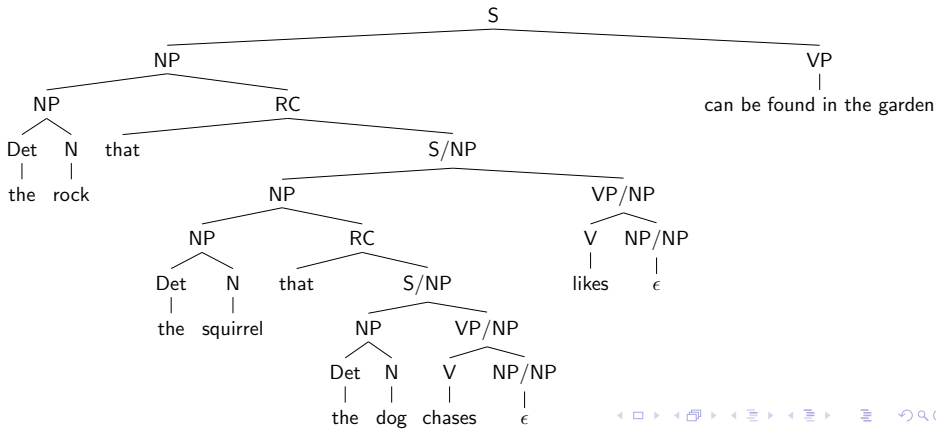 S
NP VP
NP RC can be found in the garden
Det N that S/NP
the rock NP VP/NP
NP RC V NP/NP
Det N that S/NP likes ϵ
the squirrel NP VP/NP
Det N V NP/NP
the dog chases ϵ